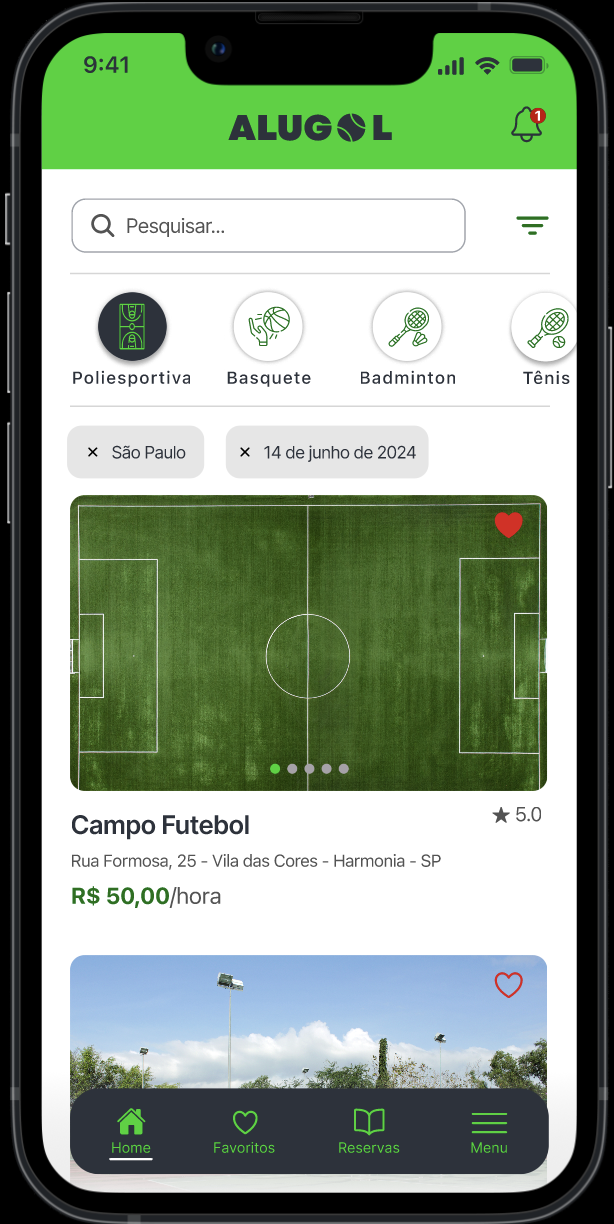 9:41
ALUGOL
1
Pesquisar...
Poliesportiva Basquete Badminton Tênis
× São Paulo × 14 de junho de 2024
Campo Futebol ★ 5.0
Rua Formosa, 25 - Vila das Cores - Harmonia - SP
R$ 50,00/hora
Home Favoritos Reservas Menu